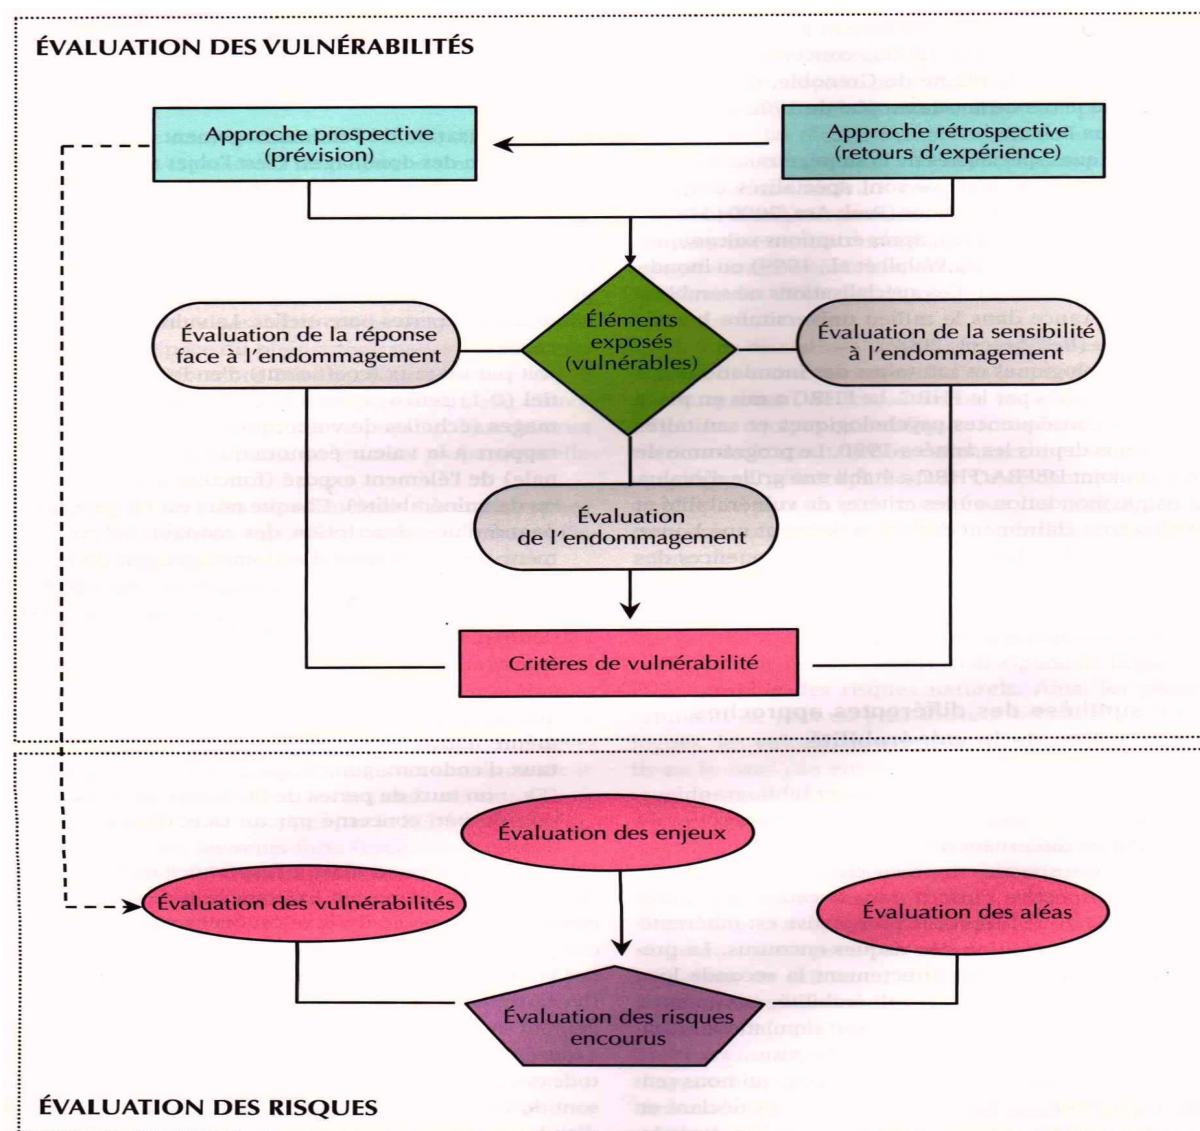 ÉVALUATION DES VULNÉRABILITÉS
Approche prospective
(prévision)
Approche rétrospective
(retours d'expérience)
Évaluation de la réponse
face à l'endommagement
Éléments
exposés
(vulnérables)
Évaluation de la sensibilité
à l'endommagement
Évaluation
de l'endommagement
Critères de vulnérabilité
Évaluation des enjeux
Évaluation des vulnérabilités
Évaluation des aléas
Évaluation des risques
encourus
ÉVALUATION DES RISQUES